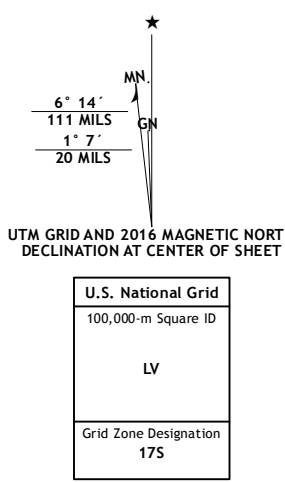 ★
MN
6° 14´
111 MILS
GN
1° 7´
20 MILS
UTM GRID AND 2016 MAGNETIC NORT
DECLINATION AT CENTER OF SHEET
U.S. National Grid
100,000-m Square ID
LV
Grid Zone Designation
17S